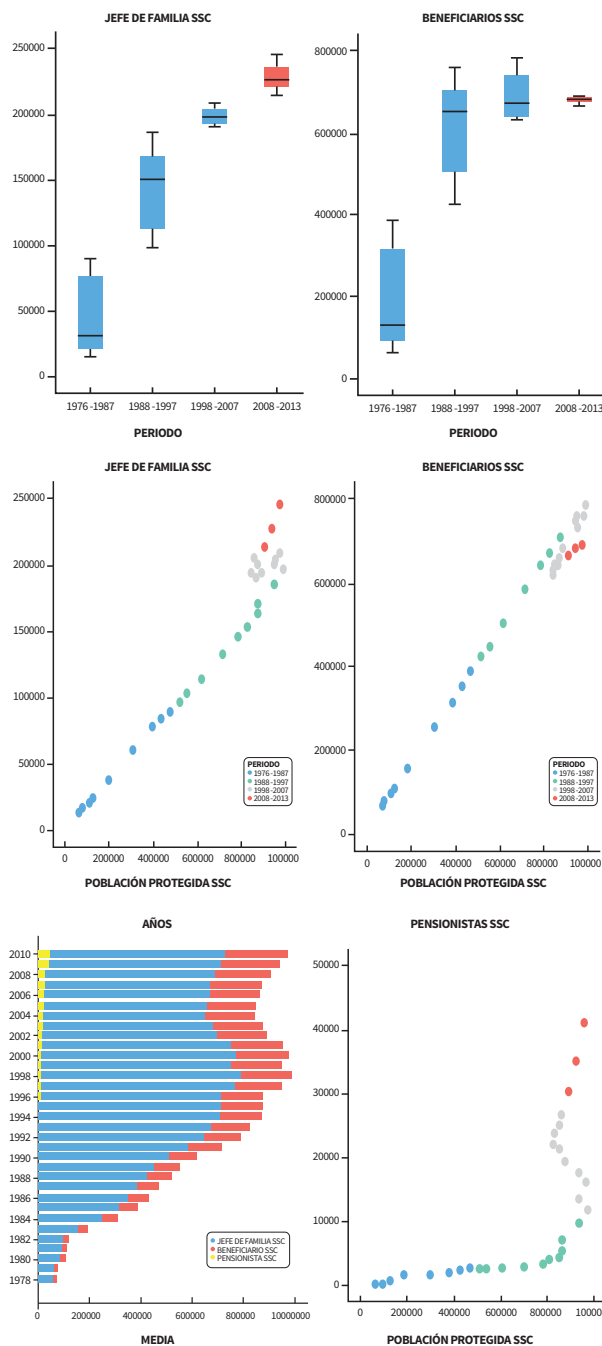 JEFE DE FAMILIA SSC
250000
200000
150000
100000
50000
0
1976-1987 1988-1997 1998-2007 2008-2013
PERIODO
BENEFICIARIOS SSC
800000
600000
400000
200000
0
1976-1987 1988-1997 1998-2007 2008-2013
PERIODO
JEFE DE FAMILIA SSC
250000
200000
150000
100000
50000
0
PERIODO
1976-1987
1988-1997
1998-2007
2008-2013
0 200000 400000 600000 800000 100000
POBLACIÓN PROTEGIDA SSC
BENEFICIARIOS SSC
800000
600000
400000
200000
0
PERIODO
1976-1987
1988-1997
1998-2007
2008-2013
0 200000 400000 600000 800000 100000
POBLACIÓN PROTEGIDA SSC
AÑOS
2010
2008
2006
2004
2002
2000
1998
1996
1994
1992
1990
1988
1986
1984
1982
1980
1978
JEFE DE FAMILIA SSC
BENEFICIARIO SSC
PENSIONISTA SSC
0 200000 400000 600000 800000 10000000
MEDIA
PENSIONISTAS SSC
50000
40000
30000
20000
10000
0
0 200000 400000 600000 800000 100000
POBLACIÓN PROTEGIDA SSC